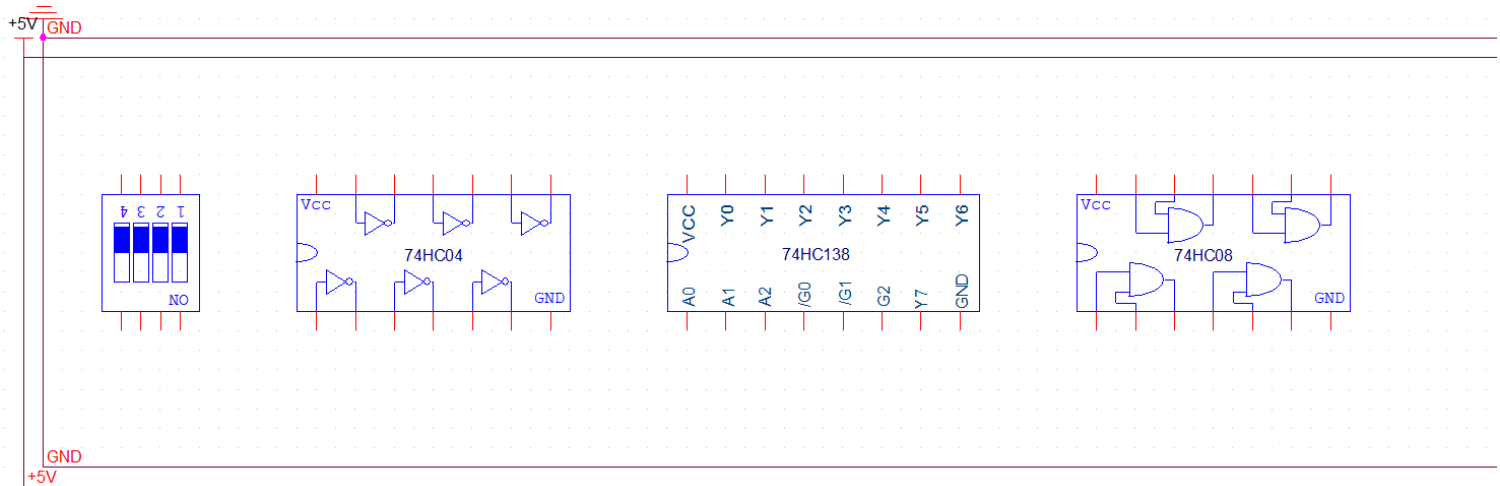 +5V
GND
4 3 2 1
NO
Vcc
74HC04
GND
VCC Y0 Y1 Y2 Y3 Y4 Y5 Y6
74HC138
A0 A1 A2 /G0 /G1 G2 Y7 GND
Vcc
74HC08
GND
GND
+5V